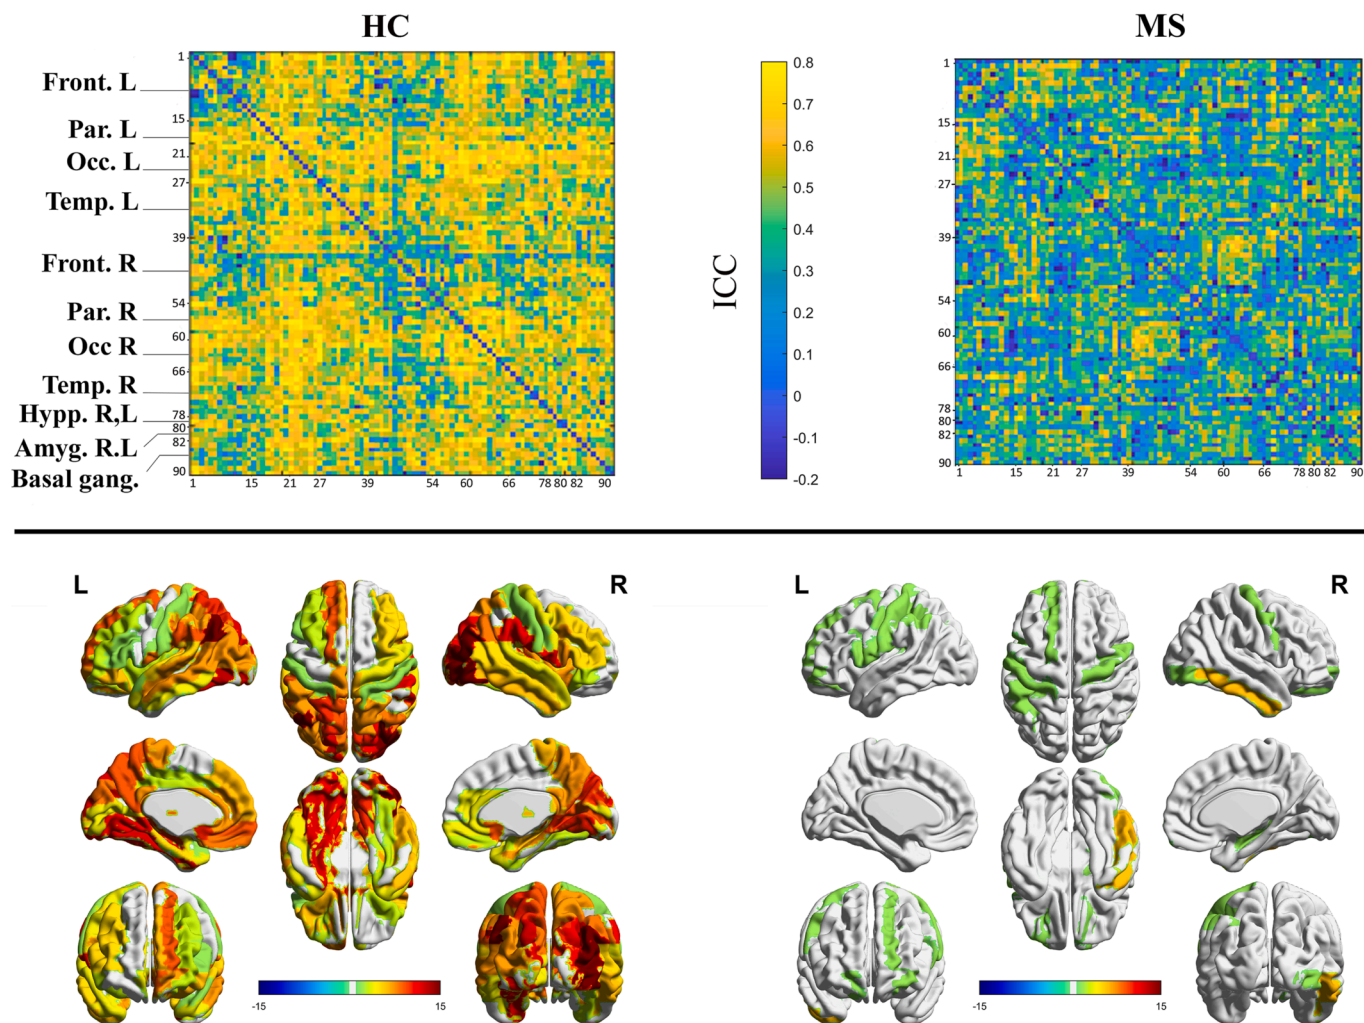 HC
MS
Front. L
Par. L
Occ. L
Temp. L
Front. R
Par. R
Occ R
Temp. R
Hypp. R,L
Amyg. R.L
Basal gang.
1
15
21
27
39
54
60
66
78
80
82
90
1 15 21 27 39 54 60 66 78 80 82 90
ICC
0.8
0.7
0.6
0.5
0.4
0.3
0.2
0.1
0
-0.1
-0.2
1
15
21
27
39
54
60
66
78
80
82
90
1 15 21 27 39 54 60 66 78 80 82 90
L R
L R
-15 15
-15 15